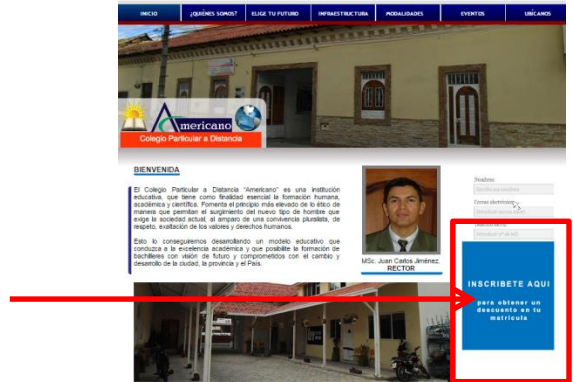 INICIO
¿QUIÉNES SOMOS?
ELIGE TU FUTURO
INFRAESTRUCTURA
MODALIDADES
EVENTOS
UBÍCANOS
Americano
Colegio Particular a Distancia
BIENVENIDA
El Colegio Particular a Distancia "Americano" es una institución
educativa, que tiene como finalidad esencial la formación humana,
académica y científica. Fomenta el principio más elevado de lo ético de
manera que permitan el surgimiento del nuevo tipo de hombre que
exige la sociedad actual, al amparo de una convivencia pluralista, de
respeto, exaltación de los valores y derechos humanos.
Esto lo conseguiremos desarrollando un modelo educativo que
conduzca a la excelencia académica y que posibilite la formación de
bachilleres con visión de futuro y comprometidos con el cambio y
desarrollo de la ciudad, la provincia y el País.
MSc. Juan Carlos Jiménez.
RECTOR
Nombre:
Correo electrónico:
INSCRIBETE AQUI
para obtener un
descuento en tu
matrícula